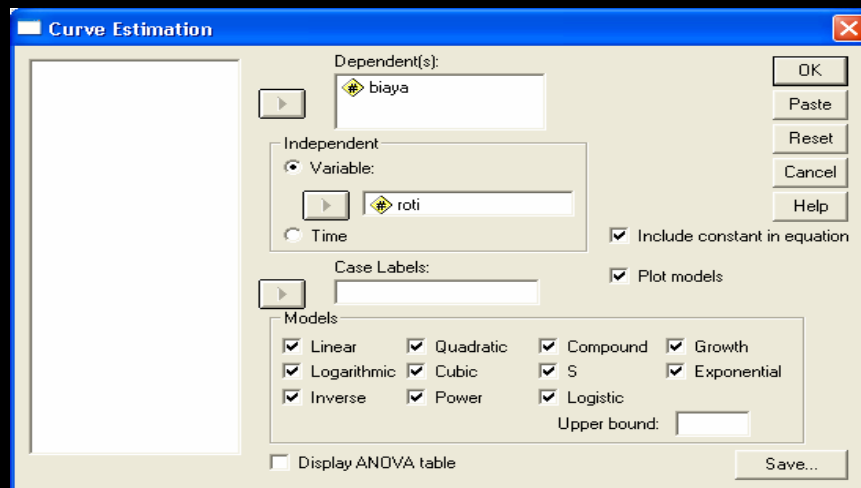 Curve Estimation
Dependent(s):
# biaya
OK
Paste
Reset
Cancel
Help
Independent
Variable:
# roti
Time
Include constant in equation
Case Labels:
Plot models
Models
Linear Quadratic Compound Growth
Logarithmic Cubic S Exponential
Inverse Power Logistic
Upper bound:
Display ANOVA table
Save...